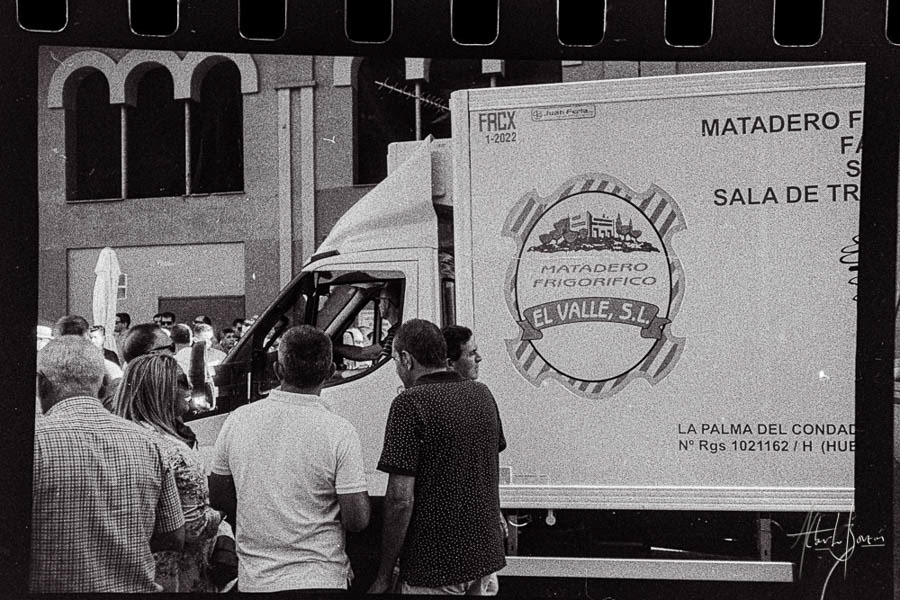 FRCX
1-2022
Juan Feria
MATADERO F
FA
S
SALA DE TR
MATADERO
FRIGORIFICO
EL VALLE, S.L.
LA PALMA DEL CONDAD
Nº Rgs 1021162 / H (HUE